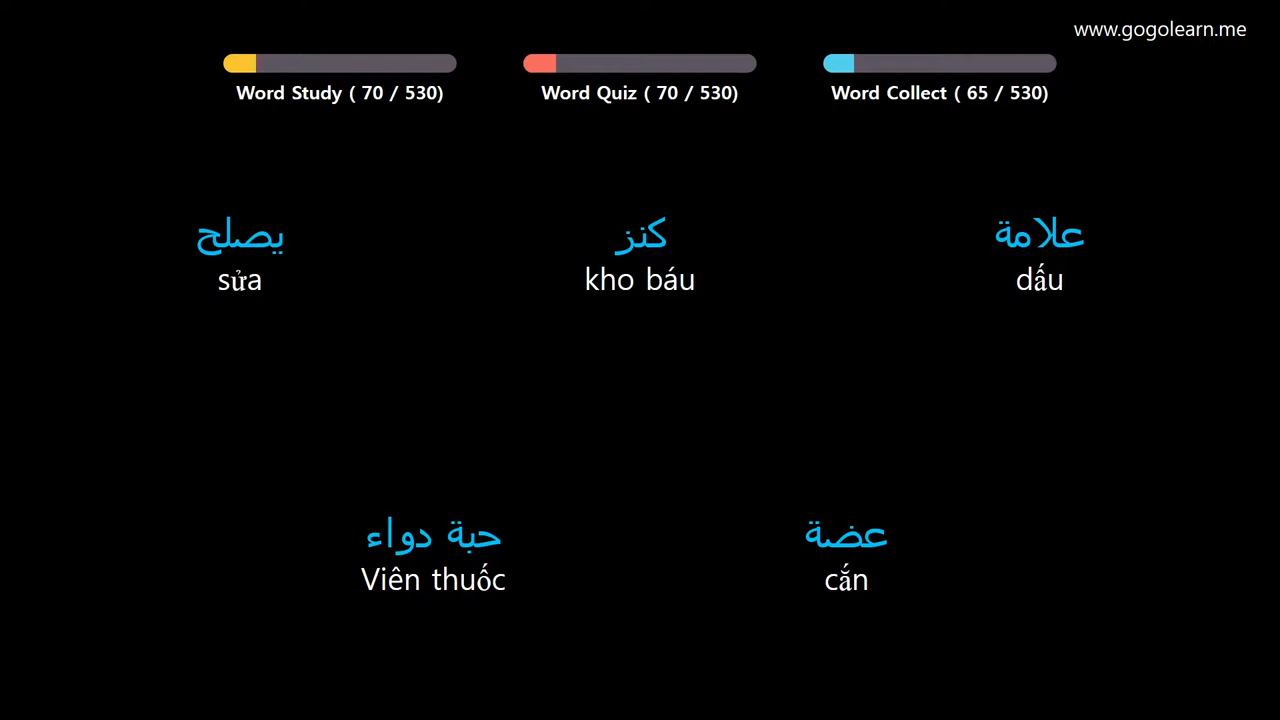 www.gogolearn.me
Word Study ( 70 / 530)
Word Quiz ( 70 / 530)
Word Collect ( 65 / 530)
يصلح
sửa
كنز
kho báu
علامة
dấu
حبة دواء
Viên thuốc
عضة
cắn